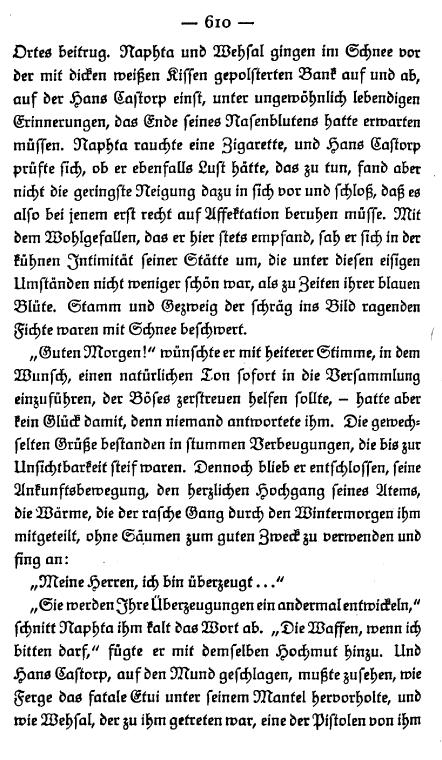 — 610 —
Ortes beitrug. Naphta und Wehsal gingen im Schnee vor
der mit dicken weißen Kissen gepolsterten Bank auf und ab,
auf der Hans Castorp einst, unter ungewöhnlich lebendigen
Erinnerungen, das Ende seines Nasenblutens hatte erwarten
müssen. Naphta rauchte eine Zigarette, und Hans Castorp
prüfte sich, ob er ebenfalls Lust hätte, das zu tun, fand aber
nicht die geringste Neigung dazu in sich vor und schloß, daß es
also bei jenem erst recht auf Affektation beruhen müsse. Mit
dem Wohlgefallen, das er hier stets empfand, sah er sich in der
kühnen Intimität seiner Stätte um, die unter diesen eisigen
Umständen nicht weniger schön war, als zu Zeiten ihrer blauen
Blüte. Stamm und Gezweig der schräg ins Bild ragenden
Fichte waren mit Schnee beschwert.
„Guten Morgen!“ wünschte er mit heiterer Stimme, in dem
Wunsch, einen natürlichen Ton sofort in die Versammlung
einzuführen, der Böses zerstreuen helfen sollte, – hatte aber
kein Glück damit, denn niemand antwortete ihm. Die gewech-
selten Grüße bestanden in stummen Verbeugungen, die bis zur
Unsichtbarkeit steif waren. Dennoch blieb er entschlossen, seine
Ankunftsbewegung, den herzlichen Hochgang seines Atems,
die Wärme, die der rasche Gang durch den Wintermorgen ihm
mitgeteilt, ohne Säumen zum guten Zweck zu verwenden und
fing an:
„Meine Herren, ich bin überzeugt...“
„Sie werden Ihre Überzeugungen ein andermal entwickeln,“
schnitt Naphta ihm kalt das Wort ab. „Die Waffen, wenn ich
bitten darf,“ fügte er mit demselben Hochmut hinzu. Und
Hans Castorp, auf den Mund geschlagen, mußte zusehen, wie
Ferge das fatale Etui unter seinem Mantel hervorholte, und
wie Wehsal, der zu ihm getreten war, eine der Pistolen von ihm